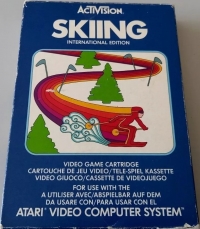 ACTIVISION
SKIING
INTERNATIONAL EDITION
VIDEO GAME CARTRIDGE
CARTOUCHE DE JEU VIDEO/TELE-SPIEL KASSETTE
VIDEO GIUOCO/CASSETTE DE VIDEOJUEGO
FOR USE WITH THE
A UTILISER AVEC/ABSPIELBAR AUF DEM
DA USARE CON/PARA USAR CON EL
ATARI® VIDEO COMPUTER SYSTEM™